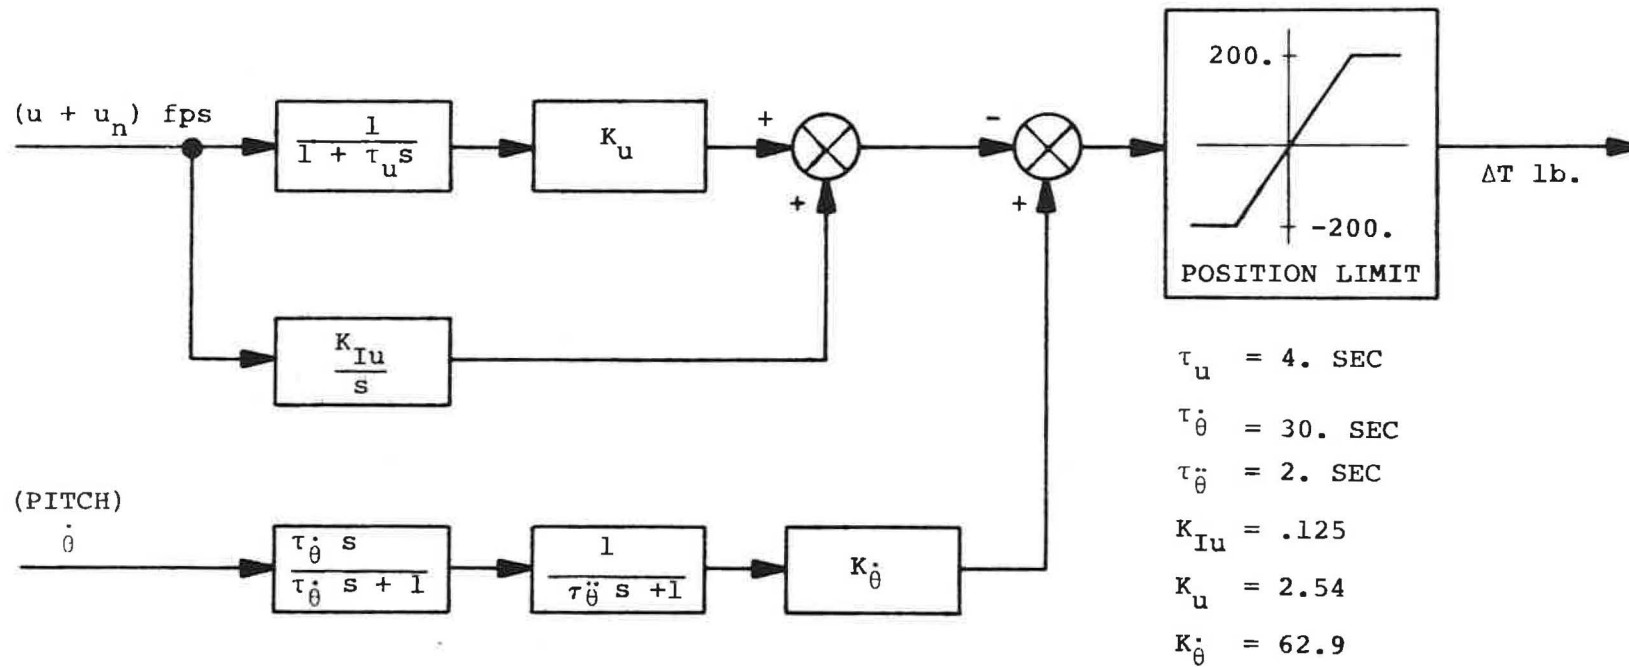 (u + u_n) fps
1
1 + τ_u s
K_u
+
+
-
+
200.
-200.
POSITION LIMIT
ΔT lb.
K_Iu
s
(PITCH)
θ̇
τ_θ̇ s
τ_θ̇ s + 1
1
τ_θ̈ s +1
K_θ̇
τ_u = 4. SEC
τ_θ̇ = 30. SEC
τ_θ̈ = 2. SEC
K_Iu = .125
K_u = 2.54
K_θ̇ = 62.9